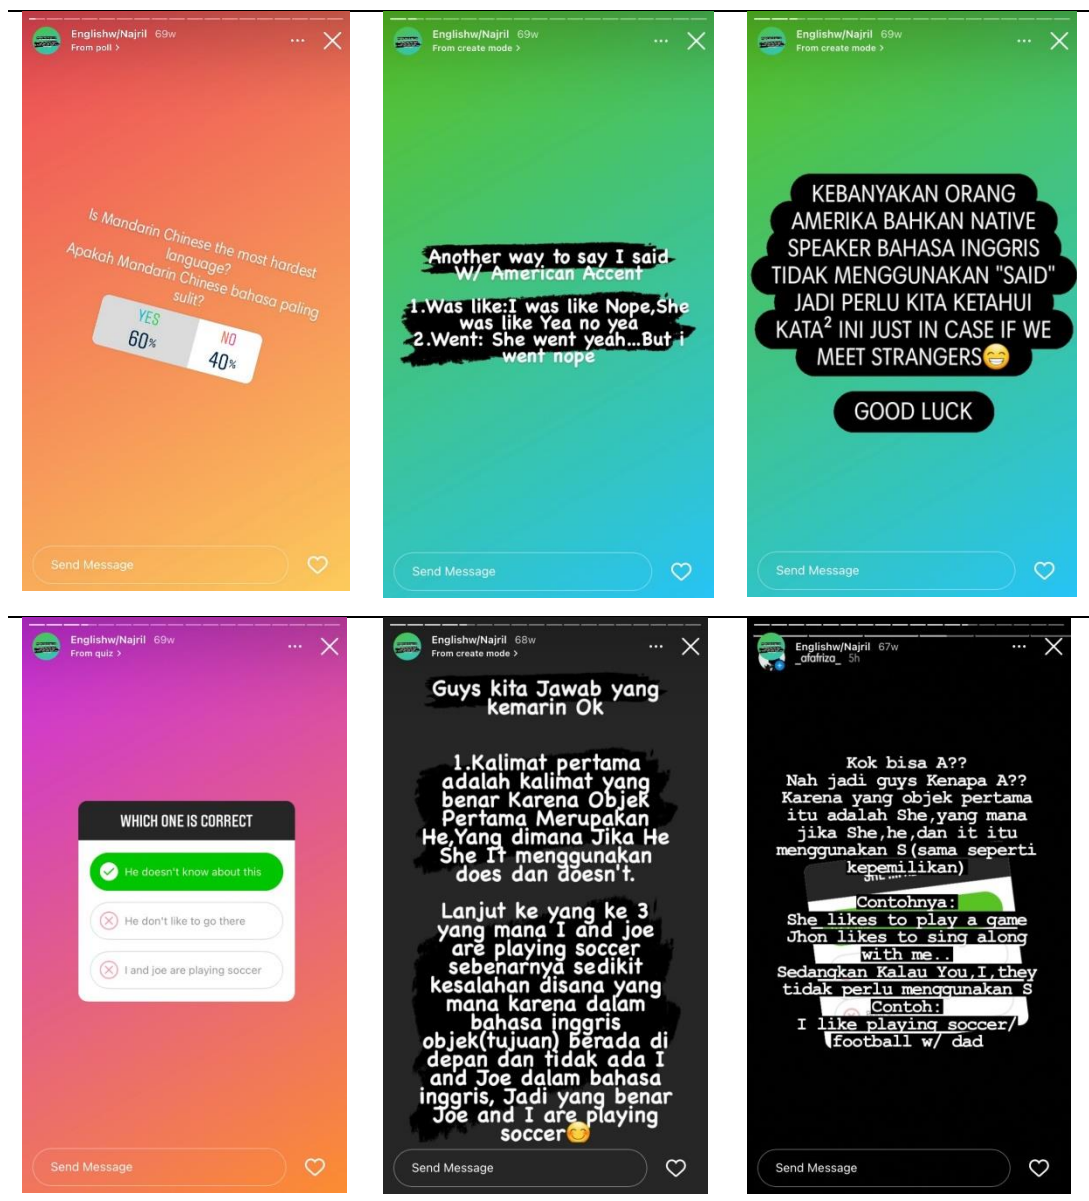 Englishw/Najril 69w
From poll >
Is Mandarin Chinese the most hardest
language?
Apakah Mandarin Chinese bahasa paling
sulit?
YES
60%
NO
40%
Send Message
Englishw/Najril 69w
From create mode >
Another way to say I said
W/ American Accent
1.Was like:I was like Nope,She
was like Yea no yea
2.Went: She went yeah...But i
went nope
Send Message
Englishw/Najril 69w
From create mode >
KEBANYAKAN ORANG
AMERIKA BAHKAN NATIVE
SPEAKER BAHASA INGGRIS
TIDAK MENGGUNAKAN "SAID"
JADI PERLU KITA KETAHUI
KATA² INI JUST IN CASE IF WE
MEET STRANGERS😁
GOOD LUCK
Send Message
Englishw/Najril 69w
From quiz >
WHICH ONE IS CORRECT
He doesn't know about this
He don't like to go there
I and joe are playing soccer
Send Message
Englishw/Najril 68w
From create mode >
Guys kita Jawab yang
kemarin Ok
1.Kalimat pertama
adalah kalimat yang
benar Karena Objek
Pertama Merupakan
He,Yang dimana Jika He
She It menggunakan
does dan doesn't.
Lanjut ke yang ke 3
yang mana I and joe
are playing soccer
sebenarnya sedikit
kesalahan disana yang
mana karena dalam
bahasa inggris
objek(tujuan) berada di
depan dan tidak ada I
and Joe dalam bahasa
inggris, Jadi yang benar
Joe and I are playing
soccer😊
Send Message
Englishw/Najril 67w
_afafriza_ 5h
Kok bisa A??
Nah jadi guys Kenapa A??
Karena yang objek pertama
itu adalah She,yang mana
jika She,he,dan it itu
menggunakan S(sama seperti
kepemilikan)
Contohnya:
She likes to play a game
Jhon likes to sing along
with me..
Sedangkan Kalau You,I,they
tidak perlu menggunakan S
Contoh:
I like playing soccer/
football w/ dad
Send Message